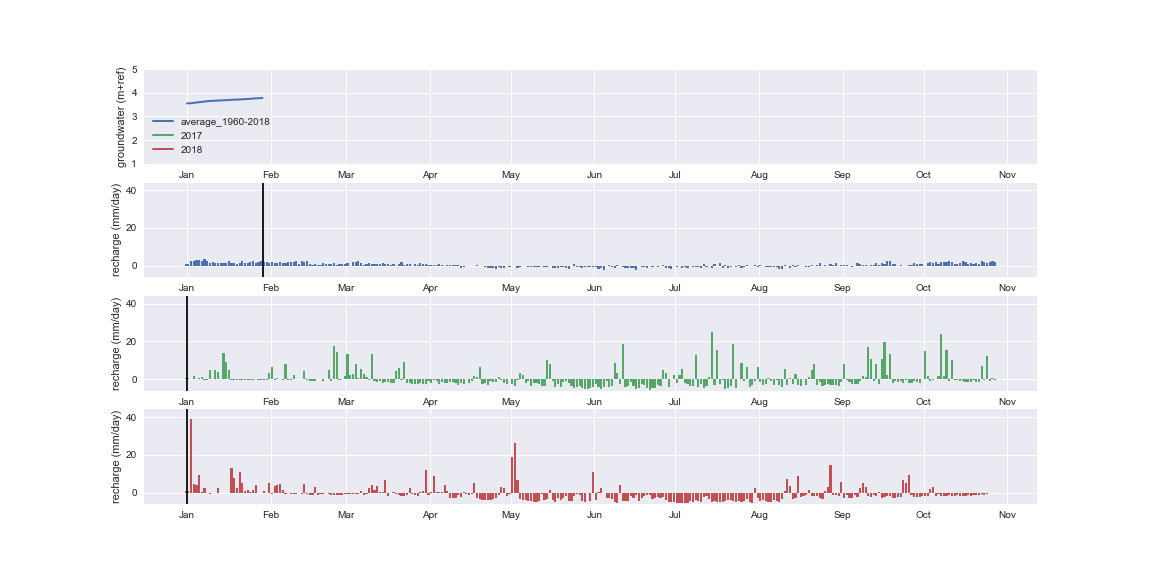 groundwater (m+ref)
5
4
3
2
1
average_1960-2018
2017
2018
Jan Feb Mar Apr May Jun Jul Aug Sep Oct Nov
recharge (mm/day)
40
20
0
Jan Feb Mar Apr May Jun Jul Aug Sep Oct Nov
recharge (mm/day)
40
20
0
Jan Feb Mar Apr May Jun Jul Aug Sep Oct Nov
recharge (mm/day)
40
20
0
Jan Feb Mar Apr May Jun Jul Aug Sep Oct Nov